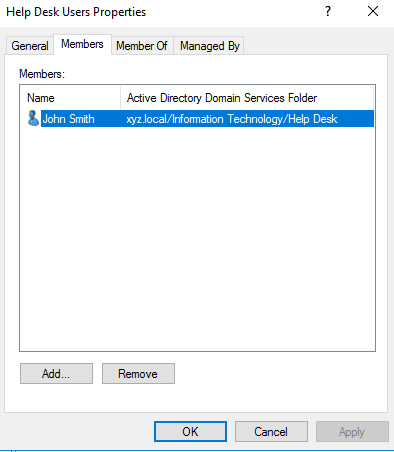 Help Desk Users Properties ? ×
General Members Member Of Managed By
Members:
Name Active Directory Domain Services Folder
John Smith xyz.local/Information Technology/Help Desk
Add... Remove
OK Cancel Apply